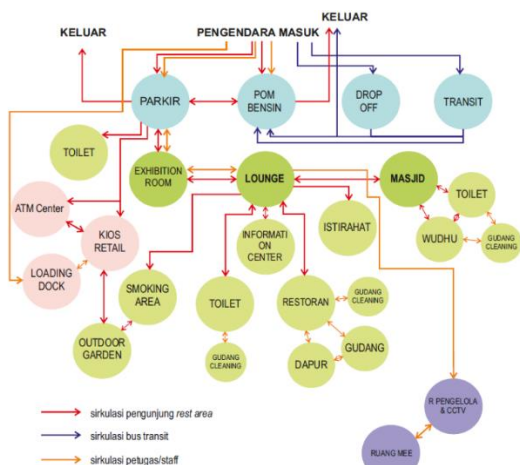 KELUAR
PENGENDARA MASUK
KELUAR
PARKIR
POM
BENSIN
DROP
OFF
TRANSIT
TOILET
EXHIBITION
ROOM
LOUNGE
MASJID
TOILET
ATM Center
KIOS
RETAIL
INFORMATI
ON CENTER
ISTIRAHAT
WUDHU
GUDANG
CLEANING
LOADING
DOCK
SMOKING
AREA
TOILET
RESTORAN
GUDANG
CLEANING
OUTDOOR
GARDEN
GUDANG
CLEANING
DAPUR
GUDANG
R PENGELOLA
& CCTV
RUANG MEE
sirkulasi pengunjung rest area
sirkulasi bus transit
sirkulasi petugas/staff